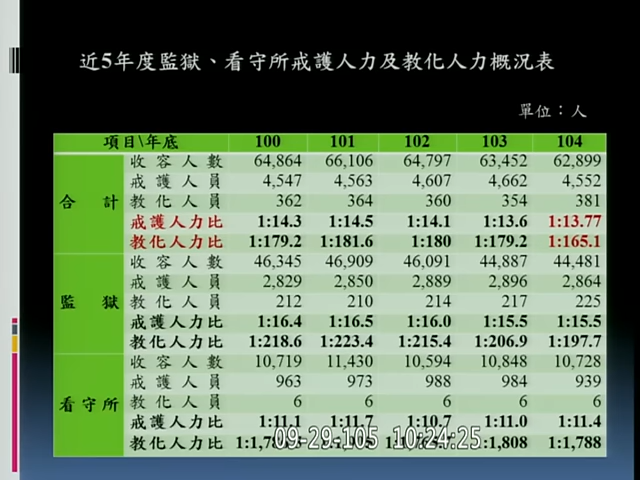 近5年度監獄、看守所戒護人力及教化人力概況表
單位：人
項目\年底 100 101 102 103 104
合計
收容人數 64,864 66,106 64,797 63,452 62,899
戒護人員 4,547 4,563 4,607 4,662 4,552
教化人員 362 364 360 354 381
戒護人力比 1:14.3 1:14.5 1:14.1 1:13.6 1:13.77
教化人力比 1:179.2 1:181.6 1:180 1:179.2 1:165.1
監獄
收容人數 46,345 46,909 46,091 44,887 44,481
戒護人員 2,829 2,850 2,889 2,896 2,864
教化人員 212 210 214 217 225
戒護人力比 1:16.4 1:16.5 1:16.0 1:15.5 1:15.5
教化人力比 1:218.6 1:223.4 1:215.4 1:206.9 1:197.7
看守所
收容人數 10,719 11,430 10,594 10,848 10,728
戒護人員 963 973 988 984 939
教化人員 6 6 6 6 6
戒護人力比 1:11.1 1:11.7 1:10.7 1:11.0 1:11.4
教化人力比 1:1,808 1:1,788
09-29-105 10:24:25